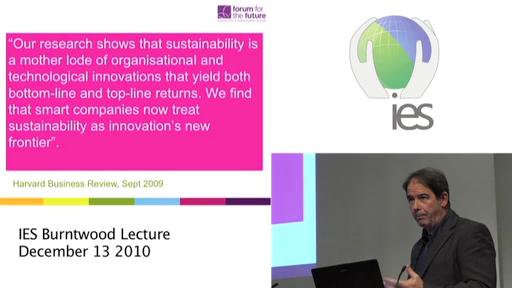 forum for
the future
“Our research shows that sustainability is
a mother lode of organisational and
technological innovations that yield both
bottom-line and top-line returns. We find
that smart companies now treat
sustainability as innovation’s new
frontier”.
Harvard Business Review, Sept 2009
IES Burntwood Lecture
December 13 2010
ies